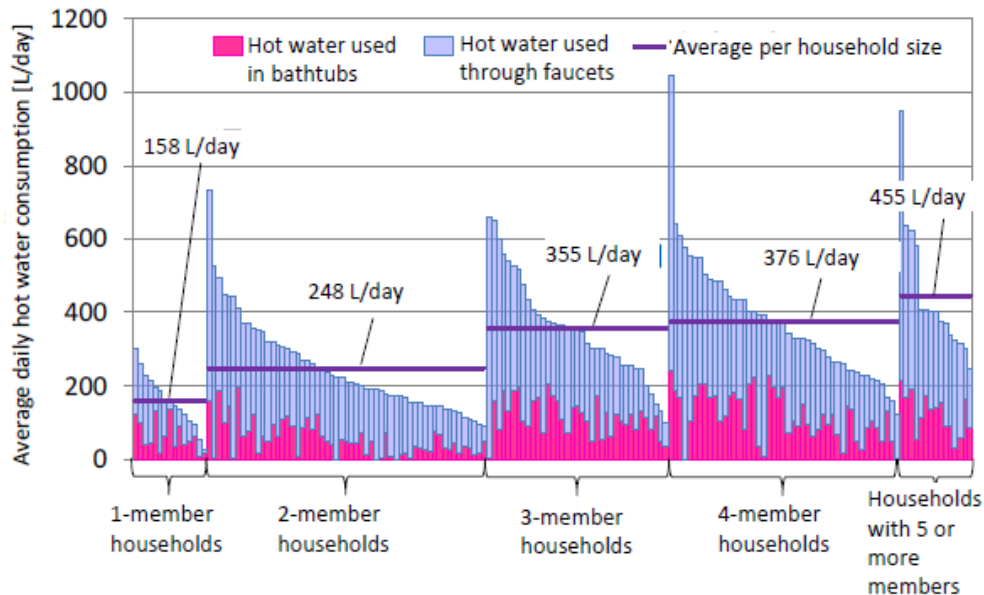 Average daily hot water consumption [L/day]
1200
1000
800
600
400
200
0
Hot water used
in bathtubs
Hot water used
through faucets
Average per household size
158 L/day
248 L/day
355 L/day
376 L/day
455 L/day
1-member
households
2-member
households
3-member
households
4-member
households
Households
with 5 or
more
members